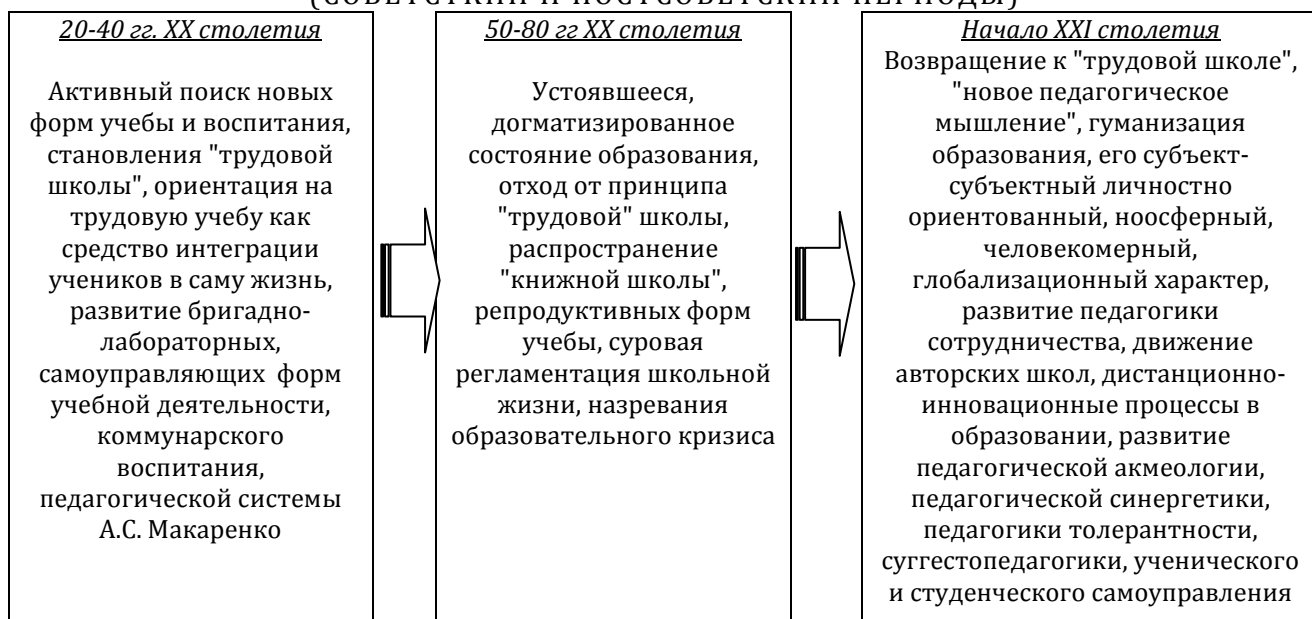 (СОВЕТСТКИЙ И ПОСТСОВЕТСКИЙ ПЕРИОДЫ)
20-40 гг. XX столетия
Активный поиск новых
форм учебы и воспитания,
становления "трудовой
школы", ориентация на
трудовую учебу как
средство интеграции
учеников в саму жизнь,
развитие бригадно-
лабораторных,
самоуправляющих форм
учебной деятельности,
коммунарского
воспитания,
педагогической системы
А.С. Макаренко
50-80 гг XX столетия
Устоявшееся,
догматизированное
состояние образования,
отход от принципа
"трудовой" школы,
распространение
"книжной школы",
репродуктивных форм
учебы, суровая
регламентация школьной
жизни, назревания
образовательного кризиса
Начало XXI столетия
Возвращение к "трудовой школе",
"новое педагогическое
мышление", гуманизация
образования, его субъект-
субъектный личностно
ориентованный, ноосферный,
человекомерный,
глобализационный характер,
развитие педагогики
сотрудничества, движение
авторских школ, дистанционно-
инновационные процессы в
образовании, развитие
педагогической акмеологии,
педагогической синергетики,
педагогики толерантности,
суггестопедагогики, ученического
и студенческого самоуправления